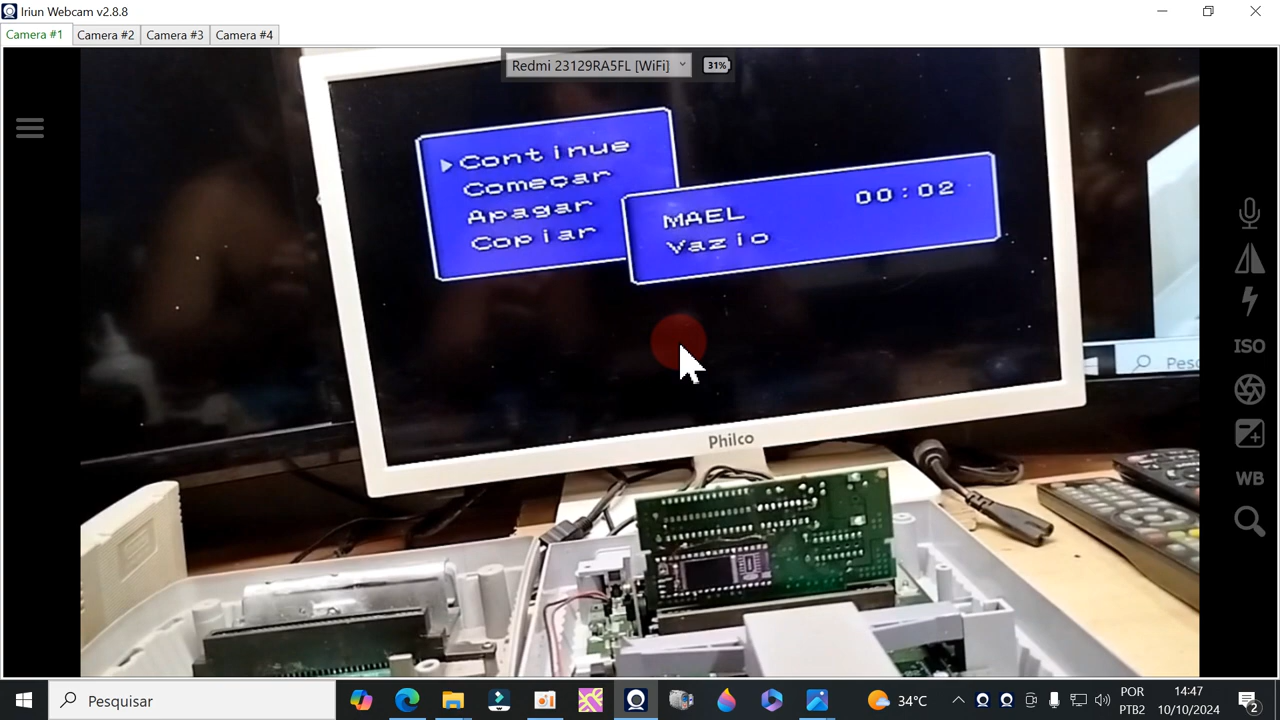 Iriun Webcam v2.8.8
Camera #1 Camera #2 Camera #3 Camera #4
Redmi 23129RA5FL [WiFi] 31%
Continue
Começar
Apagar
Copiar
MAEL 00:02
Vazio
ISO
WB
Philco
Pesquisar
34°C
POR
PTB2
14:47
10/10/2024
2